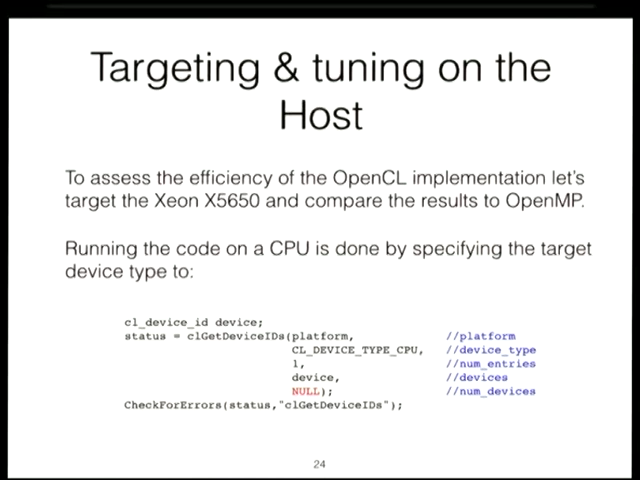 Targeting & tuning on the
Host
To assess the efficiency of the OpenCL implementation let's
target the Xeon X5650 and compare the results to OpenMP.
Running the code on a CPU is done by specifying the target
device type to:
cl_device_id device;
status = clGetDeviceIDs(platform, //platform
CL_DEVICE_TYPE_CPU, //device_type
1, //num_entries
device, //devices
NULL); //num_devices
CheckForErrors(status,"clGetDeviceIDs");
24